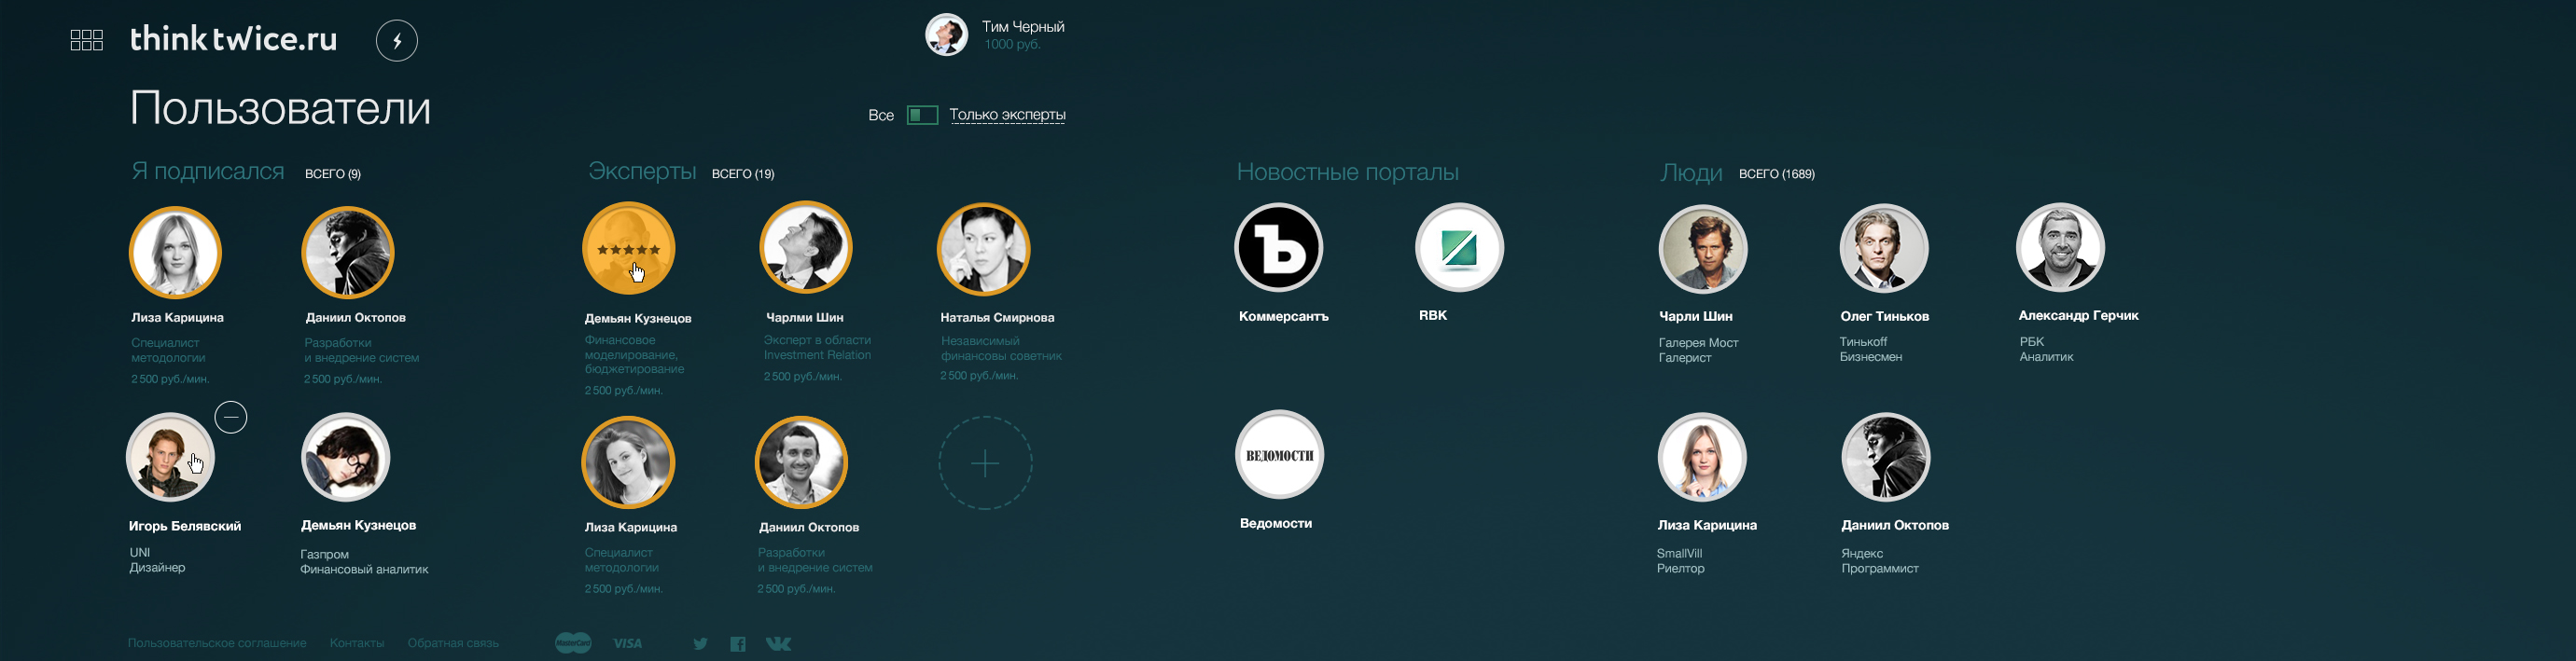 thinktwice.ru
Тим Черный
1000 руб.
Пользователи
Все
Только эксперты
Я подписался
ВСЕГО (9)
Лиза Карицина
Специалист
методологии
2 500 руб./мин.
Даниил Октопов
Разработки
и внедрение систем
2 500 руб./мин.
Игорь Белявский
UNI
Дизайнер
Демьян Кузнецов
Газпром
Финансовый аналитик
Эксперты
ВСЕГО (19)
Демьян Кузнецов
Финансовое
моделирование,
бюджетирование
2 500 руб./мин.
Чарлми Шин
Эксперт в области
Investment Relation
2 500 руб./мин.
Наталья Смирнова
Независимый
финансовы советник
2 500 руб./мин.
Лиза Карицина
Специалист
методологии
2 500 руб./мин.
Даниил Октопов
Разработки
и внедрение систем
2 500 руб./мин.
Новостные порталы
Ъ
Коммерсантъ
RBK
ВЕДОМОСТИ
Ведомости
Люди
ВСЕГО (1689)
Чарли Шин
Галерея Мост
Галерист
Олег Тиньков
Тинькоff
Бизнесмен
Александр Герчик
РБК
Аналитик
Лиза Карицина
SmallVill
Риелтор
Даниил Октопов
Яндекс
Программист
Пользовательское соглашение
Контакты
Обратная связь
MasterCard
VISA